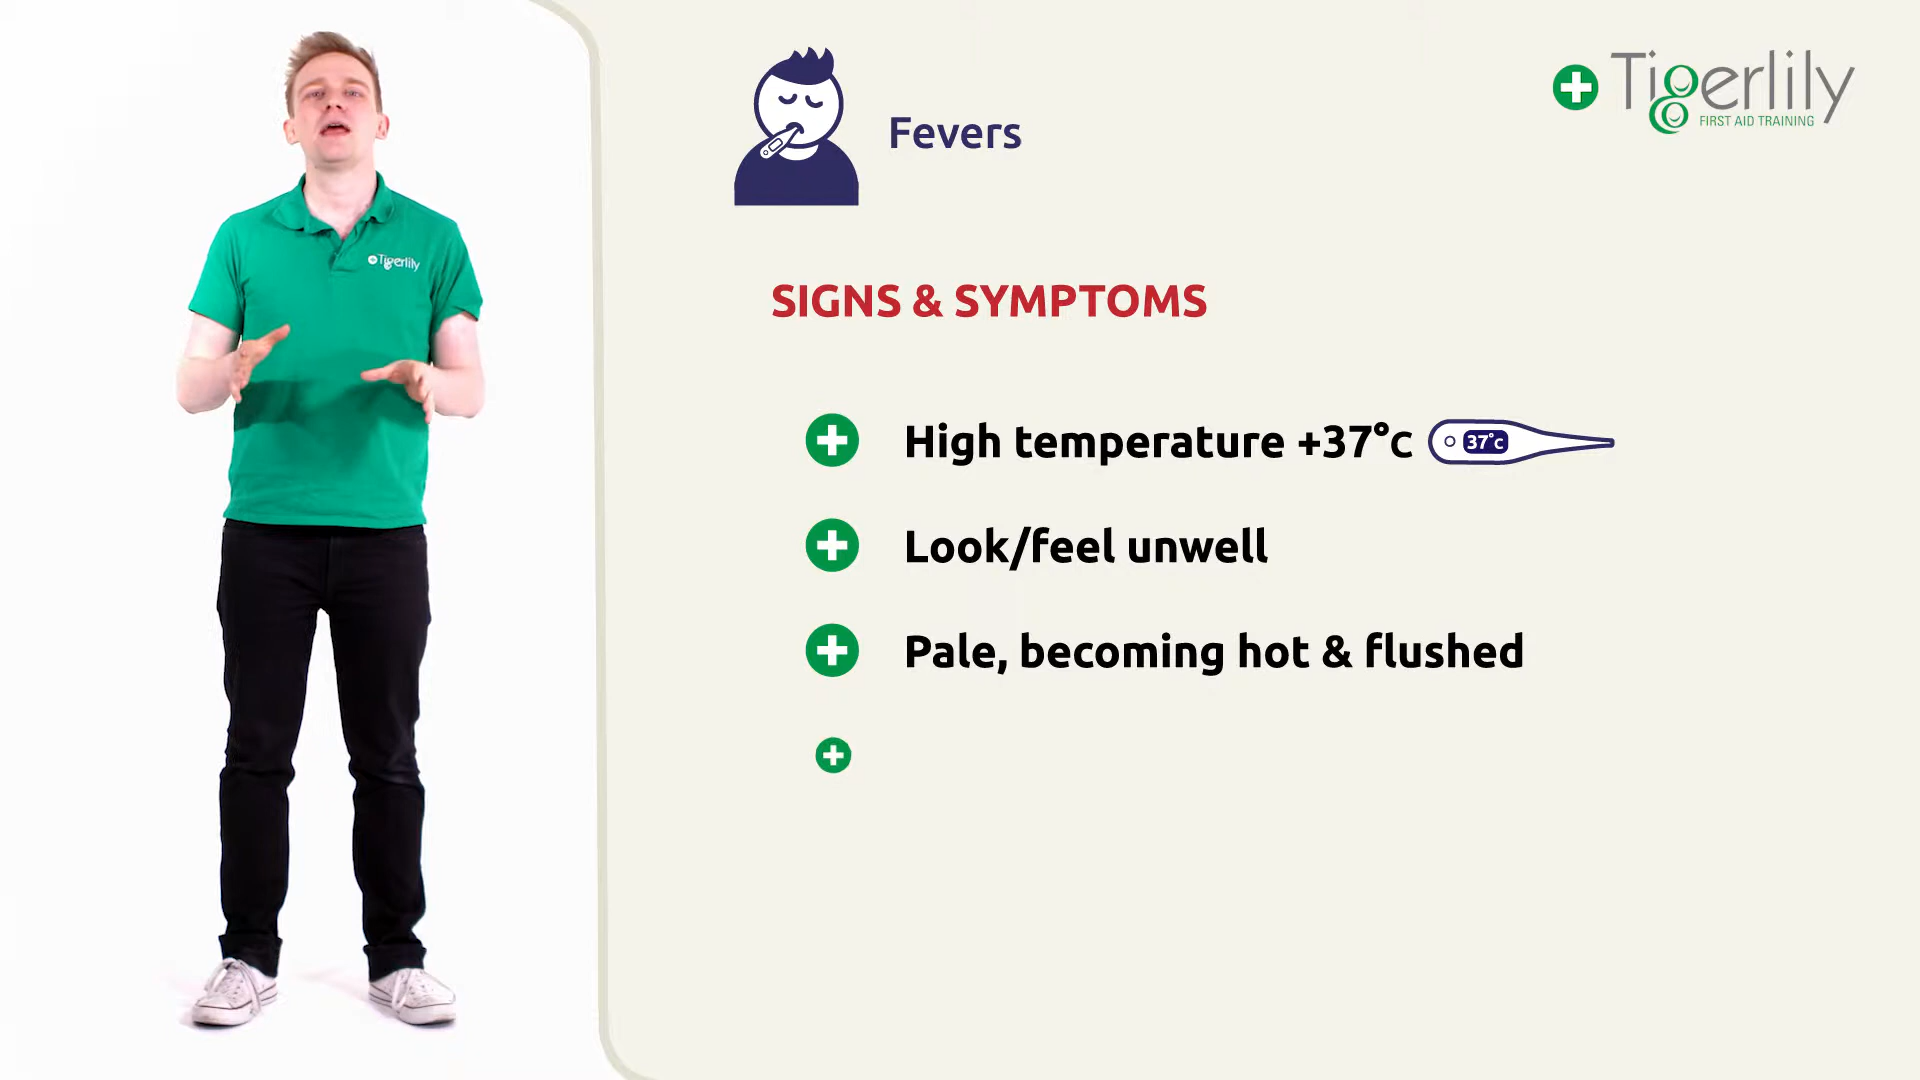 Tigerlily
FIRST AID TRAINING
Fevers
SIGNS & SYMPTOMS
High temperature +37°c
37°c
Look/feel unwell
Pale, becoming hot & flushed
Tigerlily